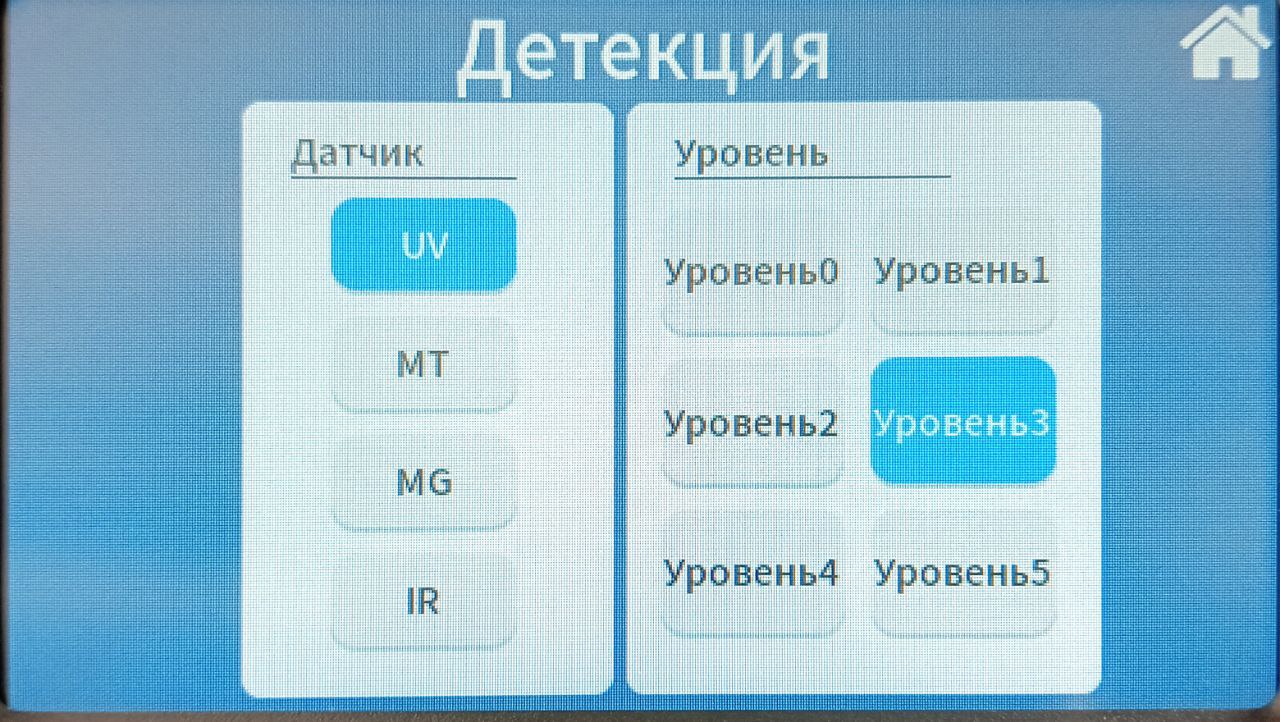 Детекция
Датчик
UV
MT
MG
IR
Уровень
Уровень0 Уровень1
Уровень2 Уровень3
Уровень4 Уровень5